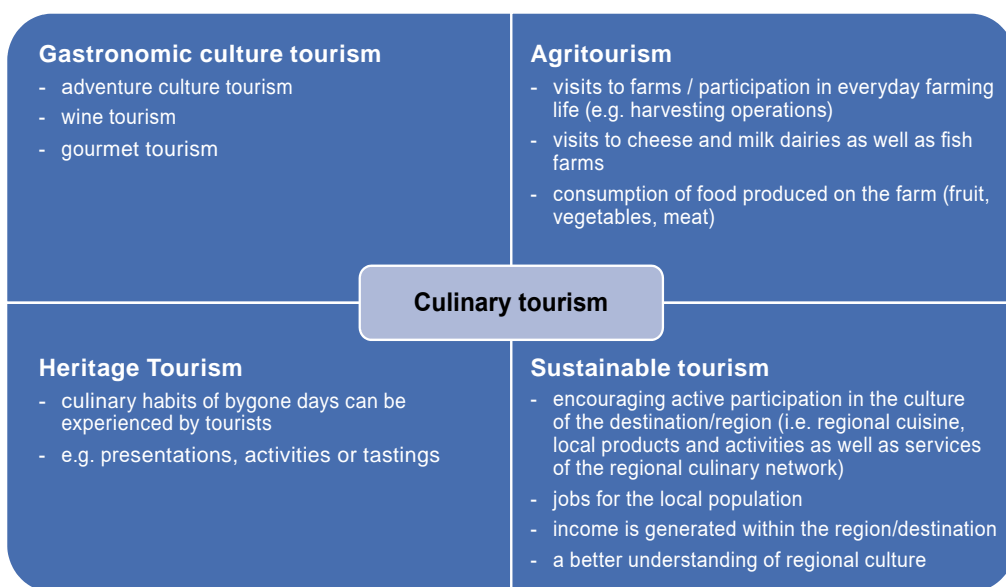 Gastronomic culture tourism
- adventure culture tourism
- wine tourism
- gourmet tourism
Agritourism
- visits to farms / participation in everyday farming
life (e.g. harvesting operations)
- visits to cheese and milk dairies as well as fish
farms
- consumption of food produced on the farm (fruit,
vegetables, meat)
Culinary tourism
Heritage Tourism
- culinary habits of bygone days can be
experienced by tourists
- e.g. presentations, activities or tastings
Sustainable tourism
- encouraging active participation in the culture
of the destination/region (i.e. regional cuisine,
local products and activities as well as services
of the regional culinary network)
- jobs for the local population
- income is generated within the region/destination
- a better understanding of regional culture